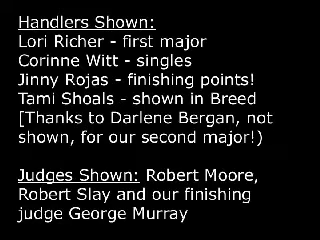 Handlers Shown:
Lori Richer - first major
Corinne Witt - singles
Jinny Rojas - finishing points!
Tami Shoals - shown in Breed
[Thanks to Darlene Bergan, not
shown, for our second major!)

Judges Shown: Robert Moore,
Robert Slay and our finishing
judge George Murray